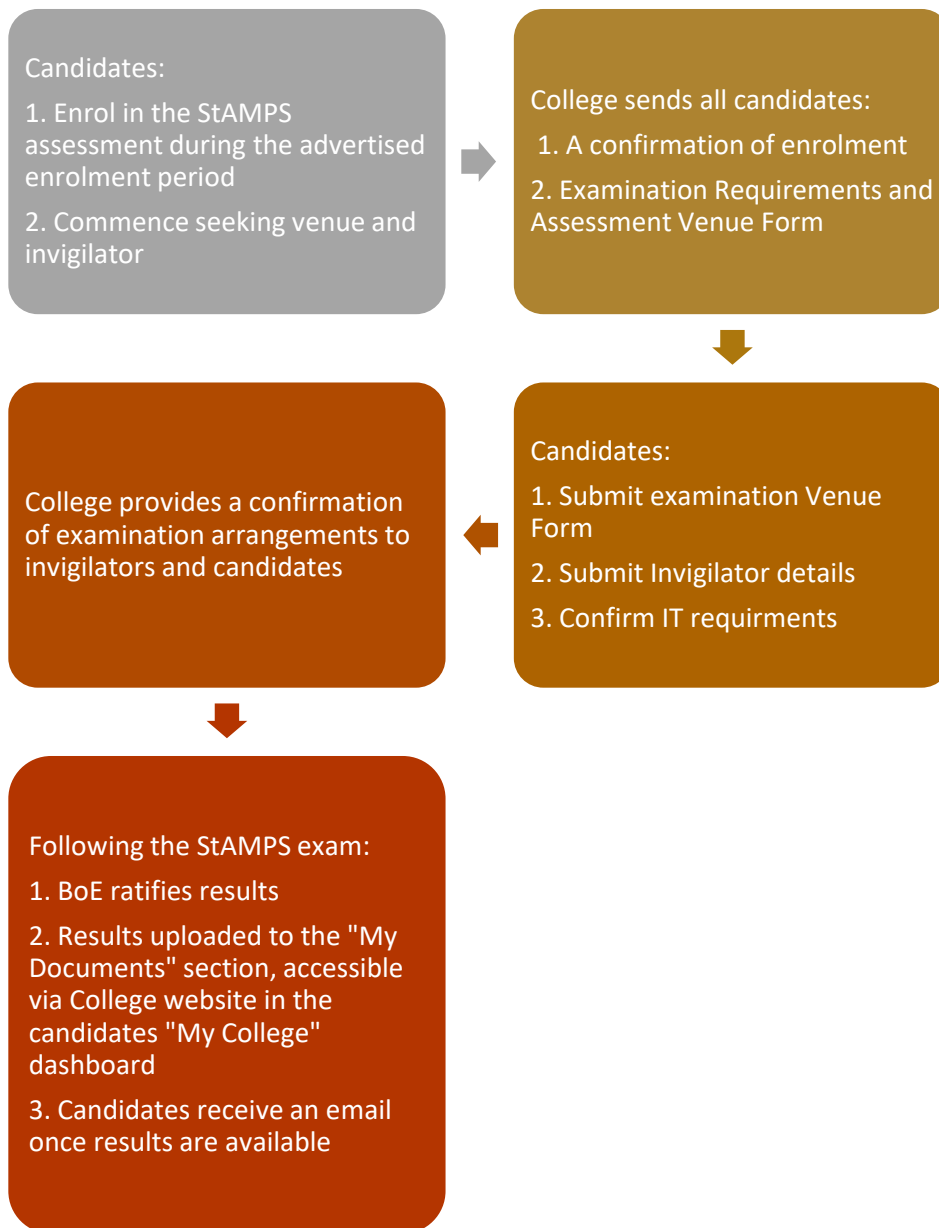 Candidates:
1. Enrol in the StAMPS
assessment during the advertised
enrolment period
2. Commence seeking venue and
invigilator
College sends all candidates:
1. A confirmation of enrolment
2. Examination Requirements and
Assessment Venue Form
Candidates:
1. Submit examination Venue
Form
2. Submit Invigilator details
3. Confirm IT requirments
College provides a confirmation
of examination arrangements to
invigilators and candidates
Following the StAMPS exam:
1. BoE ratifies results
2. Results uploaded to the "My
Documents" section, accessible
via College website in the
candidates "My College"
dashboard
3. Candidates receive an email
once results are available